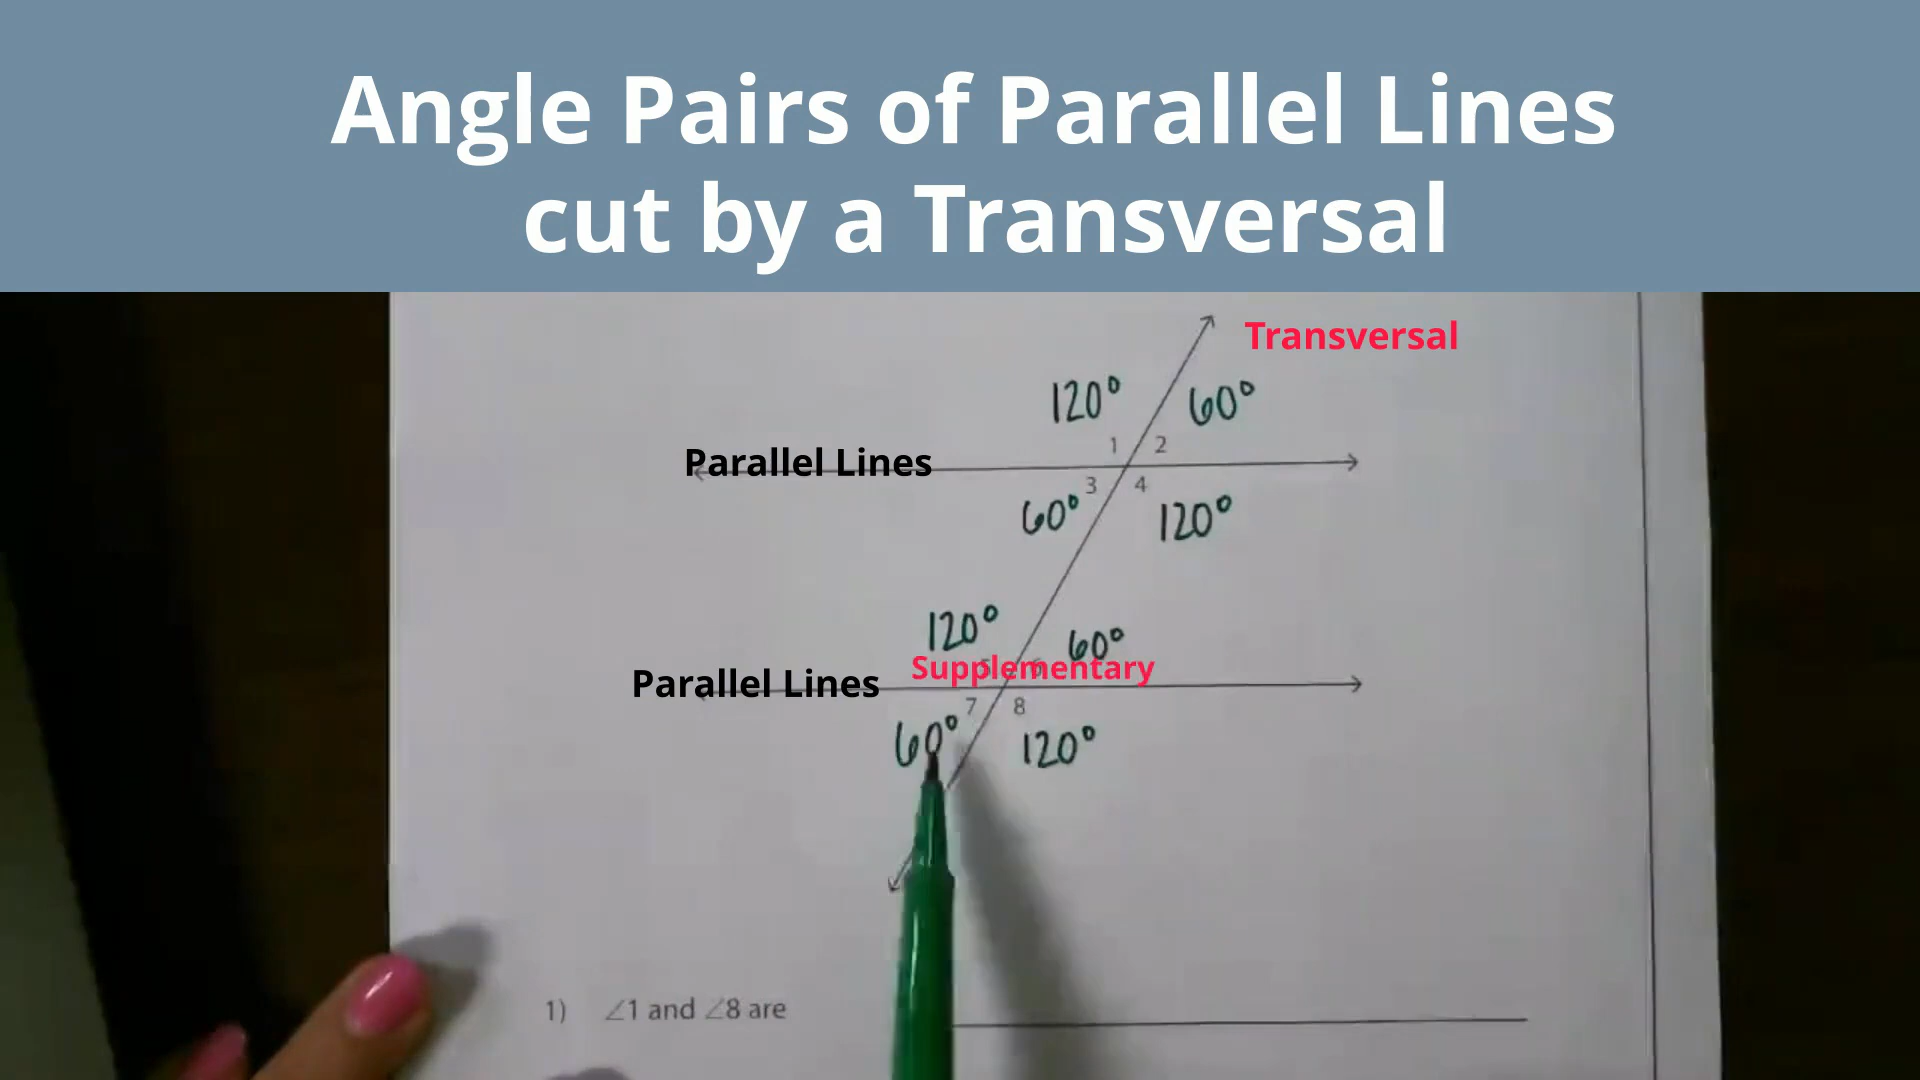 Angle Pairs of Parallel Lines
cut by a Transversal
Transversal
120° 60°
1 2
Parallel Lines
3 4
60° 120°
120° 60°
Supplementary
Parallel Lines
7 8
60° 120°
1) ∠1 and ∠8 are